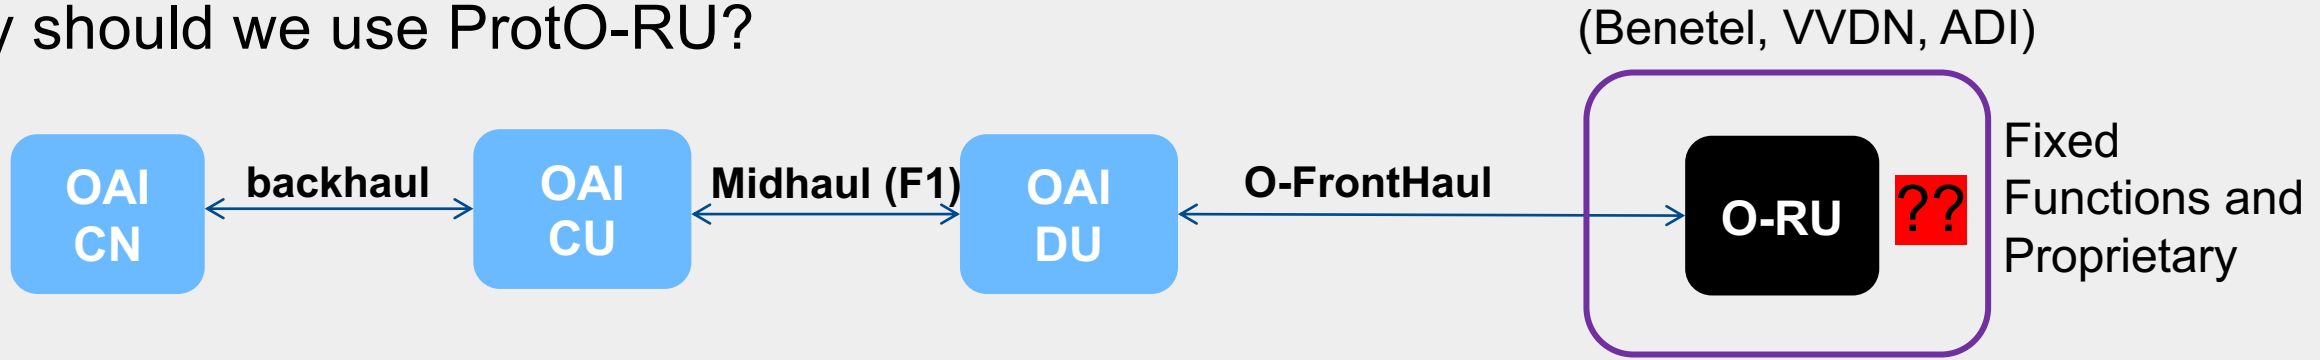 y should we use ProtO-RU?
(Benetel, VVDN, ADI)
OAI
CN
backhaul
OAI
CU
Midhaul (F1)
OAI
DU
O-FrontHaul
O-RU
??
Fixed
Functions and
Proprietary